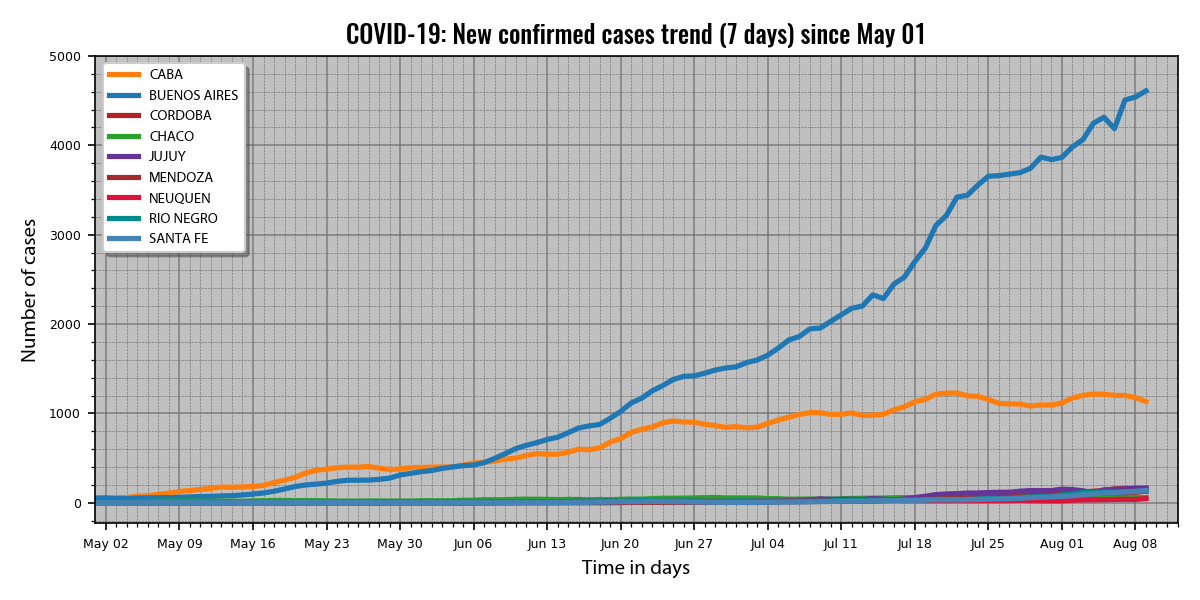 COVID-19: New confirmed cases trend (7 days) since May 01
5000
4000
3000
2000
1000
0
Number of cases
CABA
BUENOS AIRES
CORDOBA
CHACO
JUJUY
MENDOZA
NEUQUEN
RIO NEGRO
SANTA FE
May 02 May 09 May 16 May 23 May 30 Jun 06 Jun 13 Jun 20 Jun 27 Jul 04 Jul 11 Jul 18 Jul 25 Aug 01 Aug 08
Time in days